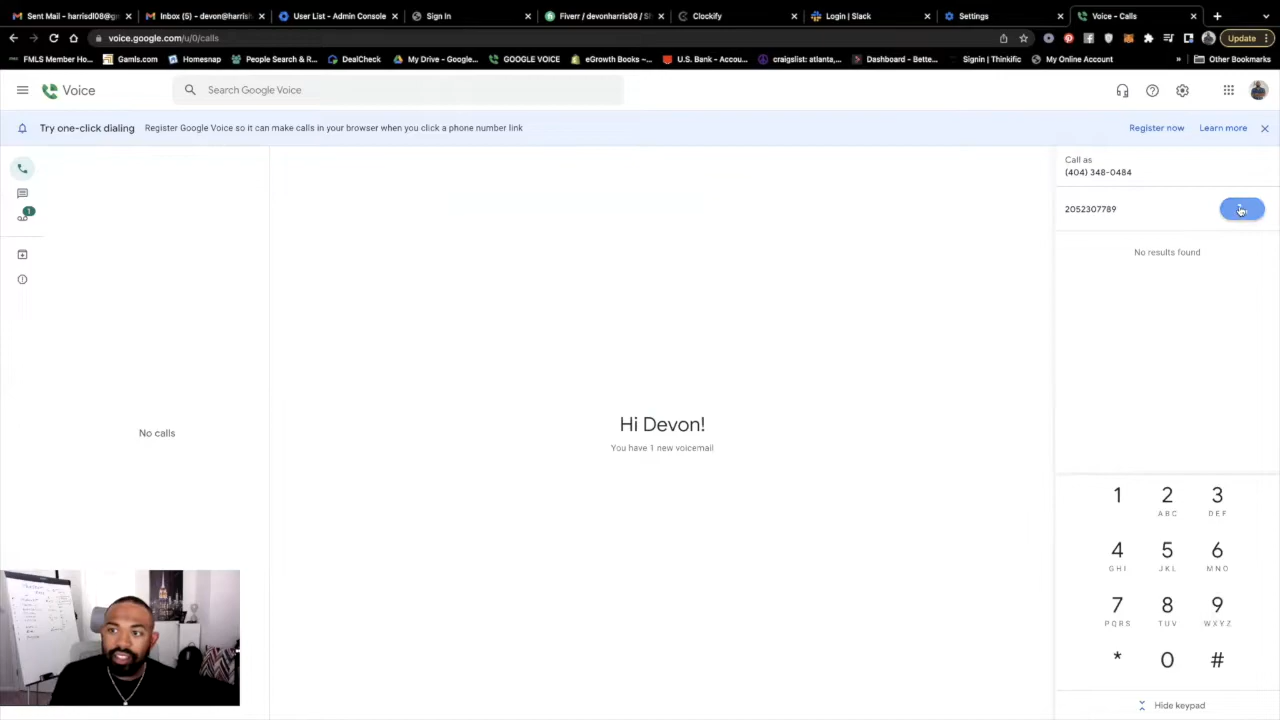 Sent Mail - harrisdl08@gm
Inbox (5) - devon@harrish
User List - Admin Console
Sign In
Fiverr / devonharris08 / Sh
Clockify
Login | Slack
Settings
Voice - Calls
voice.google.com/u/0/calls
Update
FMLS Member Ho...
Gamls.com
Homesnap
People Search & R...
DealCheck
My Drive - Google...
GOOGLE VOICE
eGrowth Books –...
U.S. Bank - Accou...
craigslist: atlanta,...
Dashboard - Bette...
Signin | Thinkific
My Online Account
»
Other Bookmarks
Voice
Search Google Voice
Try one-click dialing
Register Google Voice so it can make calls in your browser when you click a phone number link
Register now
Learn more
Call as
(404) 348-0484
2052307789
1
No results found
No calls
Hi Devon!
You have 1 new voicemail
1 2 3
ABC DEF
4 5 6
GHI JKL MNO
7 8 9
PQRS TUV WXYZ
* 0 #
Hide keypad